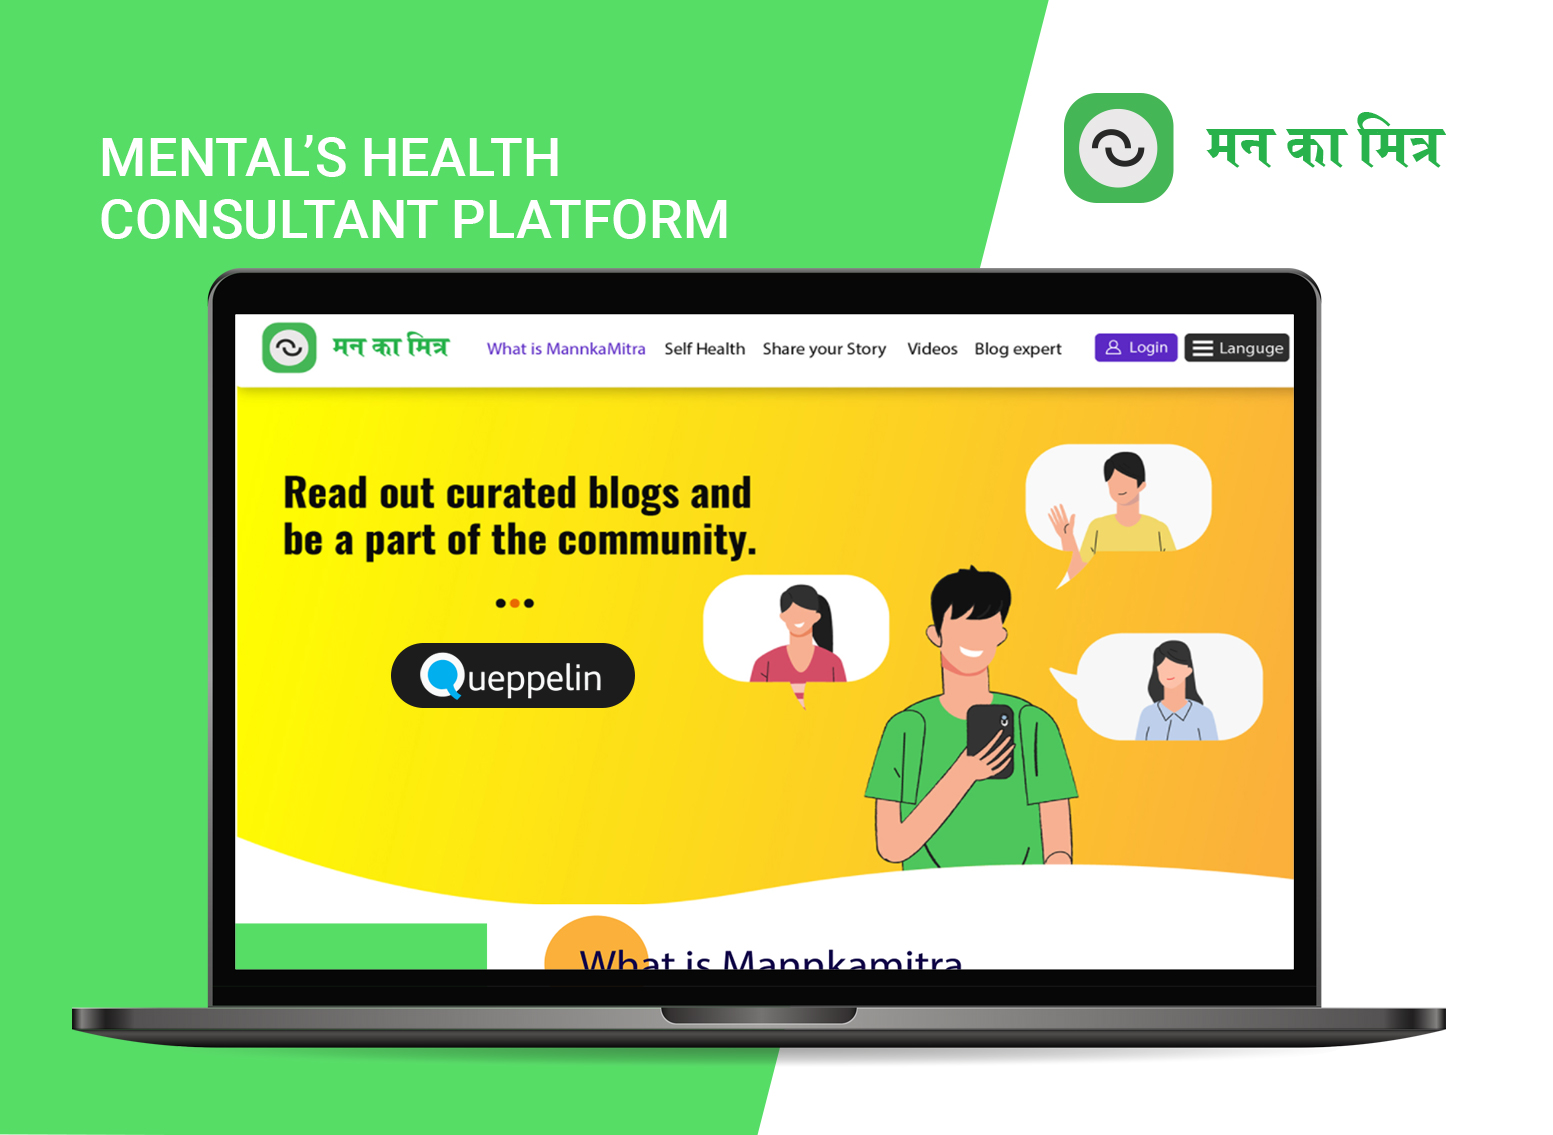 MENTAL’S HEALTH
CONSULTANT PLATFORM
मन का मित्र
मन का मित्र
What is MannkaMitra
Self Health
Share your Story
Videos
Blog expert
Login
Languge
Read out curated blogs and
be a part of the community.
Queppelin
What is Mannkamitra